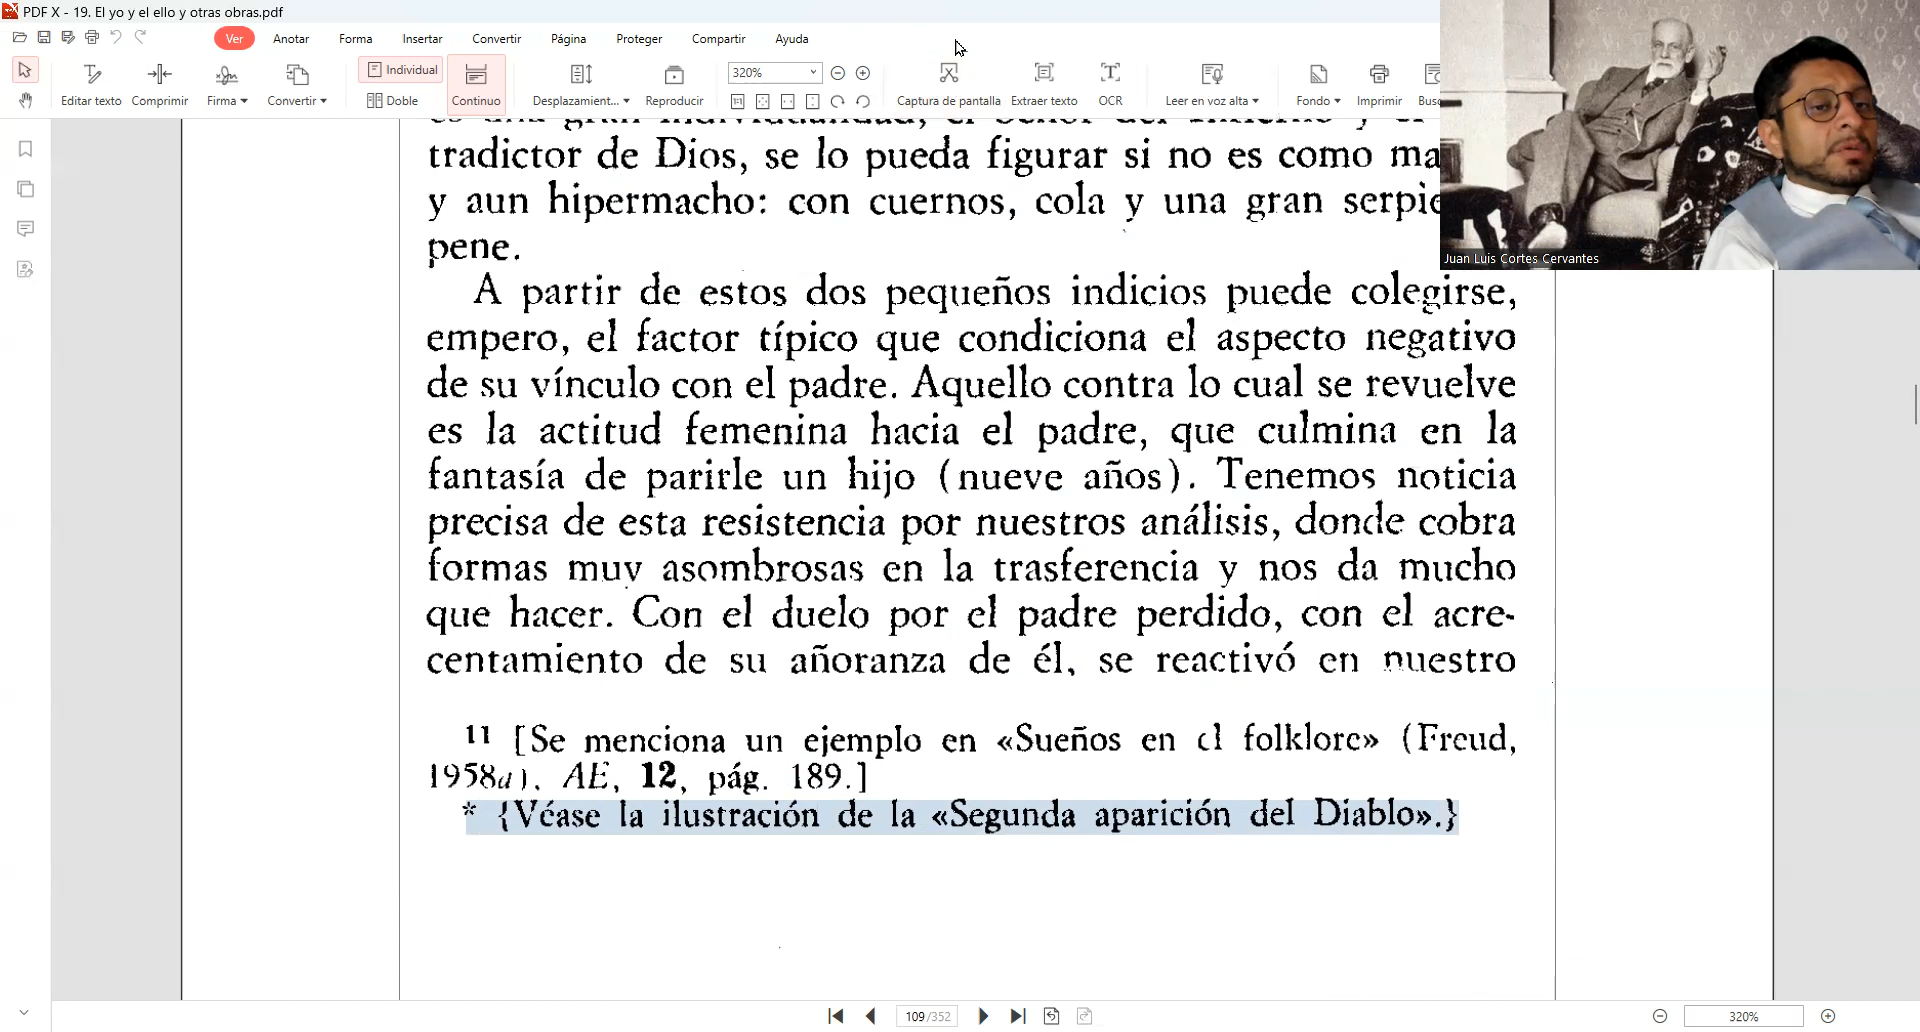 PDF X - 19. El yo y el ello y otras obras.pdf
Ver Anotar Forma Insertar Convertir Página Proteger Compartir Ayuda
Individual
320%
Editar texto Comprimir Firma Convertir Doble Continuo Desplazamient... Reproducir Captura de pantalla Extraer texto OCR Leer en voz alta Fondo Imprimir
tradictor de Dios, se lo pueda figurar si no es como ma
y aun hipermacho: con cuernos, cola y una gran serpie
pene.
Juan Luis Cortes Cervantes
A partir de estos dos pequeños indicios puede colegirse,
empero, el factor típico que condiciona el aspecto negativo
de su vínculo con el padre. Aquello contra lo cual se revuelve
es la actitud femenina hacia el padre, que culmina en la
fantasía de parirle un hijo (nueve años). Tenemos noticia
precisa de esta resistencia por nuestros análisis, donde cobra
formas muy asombrosas en la trasferencia y nos da mucho
que hacer. Con el duelo por el padre perdido, con el acre-
centamiento de su añoranza de él, se reactivó en nuestro
11 [Se menciona un ejemplo en «Sueños en el folklore» (Freud,
1958a), AE, 12, pág. 189.]
* {Véase la ilustración de la «Segunda aparición del Diablo».}
109/352
320%